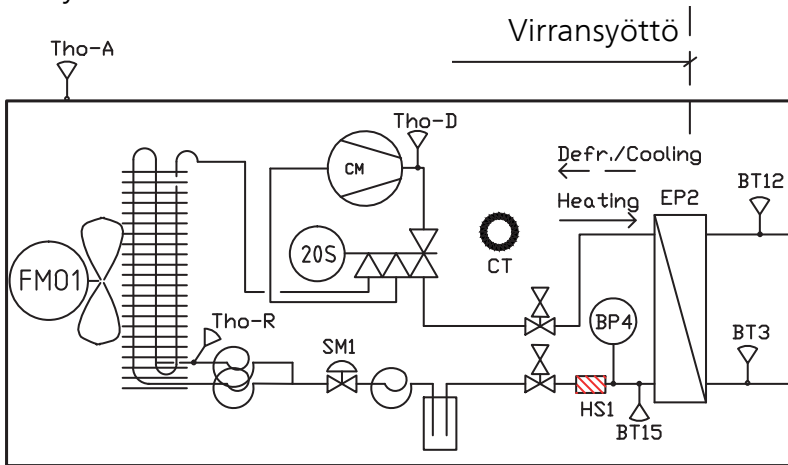 Virransyöttö
Tho-A
Tho-D
CM
Defr./Cooling
Heating
EP2
BT12
20S
CT
FM01
Tho-R
BP4
SM1
BT3
HS1
BT15